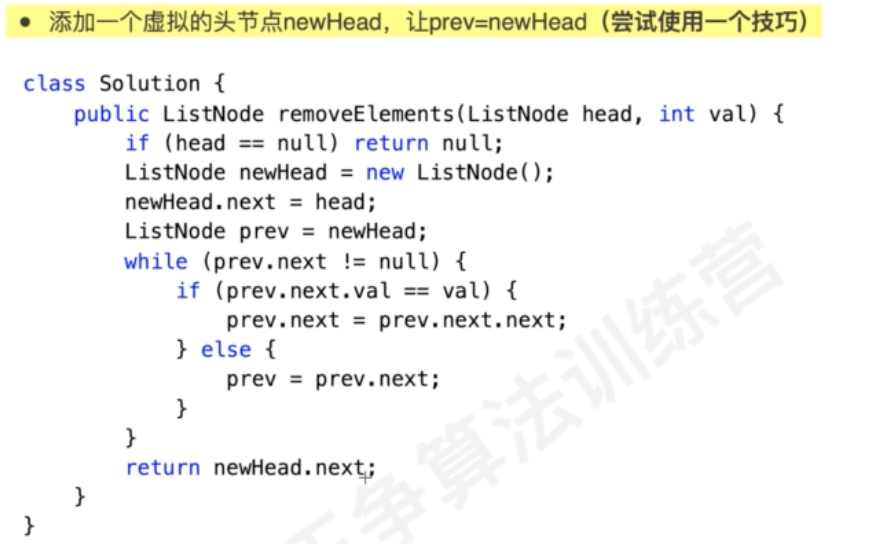 • 添加一个虚拟的头节点newHead，让prev=newHead（尝试使用一个技巧）
class Solution {
    public ListNode removeElements(ListNode head, int val) {
        if (head == null) return null;
        ListNode newHead = new ListNode();
        newHead.next = head;
        ListNode prev = newHead;
        while (prev.next != null) {
            if (prev.next.val == val) {
                prev.next = prev.next.next;
            } else {
                prev = prev.next;
            }
        }
        return newHead.next;
    }
}
争算法训练营